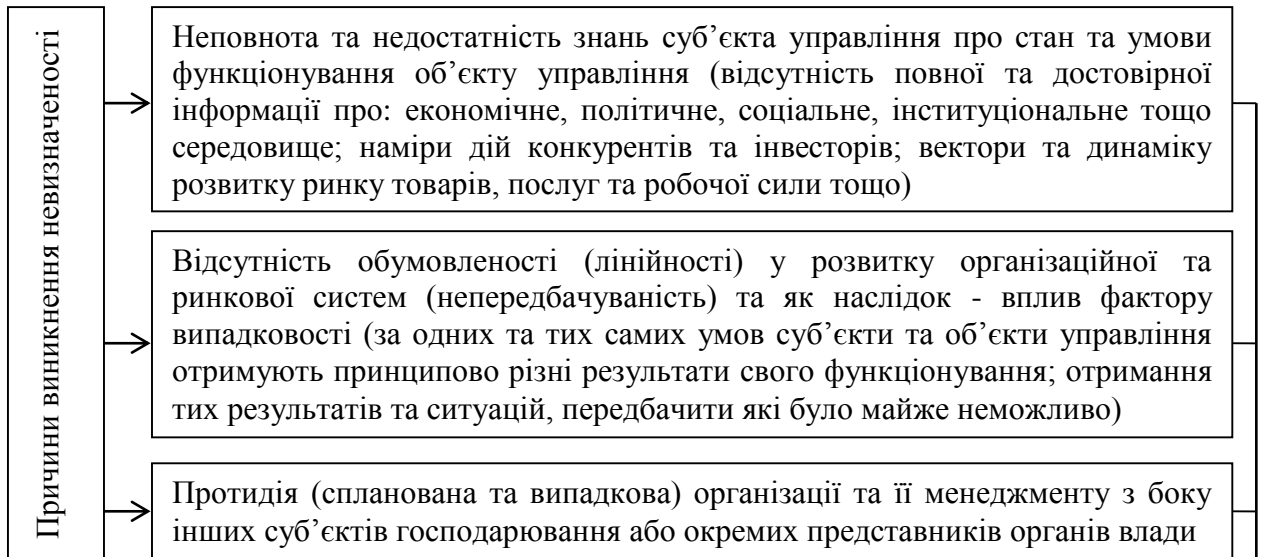 Причини виникнення невизначеності
Неповнота та недостатність знань суб’єкта управління про стан та умови
функціонування об’єкту управління (відсутність повної та достовірної
інформації про: економічне, політичне, соціальне, інституціональне тощо
середовище; наміри дій конкурентів та інвесторів; вектори та динаміку
розвитку ринку товарів, послуг та робочої сили тощо)
Відсутність обумовленості (лінійності) у розвитку організаційної та
ринкової систем (непередбачуваність) та як наслідок - вплив фактору
випадковості (за одних та тих самих умов суб’єкти та об’єкти управління
отримують принципово різні результати свого функціонування; отримання
тих результатів та ситуацій, передбачити які було майже неможливо)
Протидія (спланована та випадкова) організації та її менеджменту з боку
інших суб’єктів господарювання або окремих представників органів влади